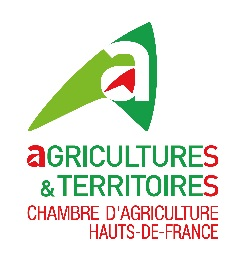 a
aGRICULTURES
& TERRITOIRES
CHAMBRE D'AGRICULTURE
HAUTS-DE-FRANCE